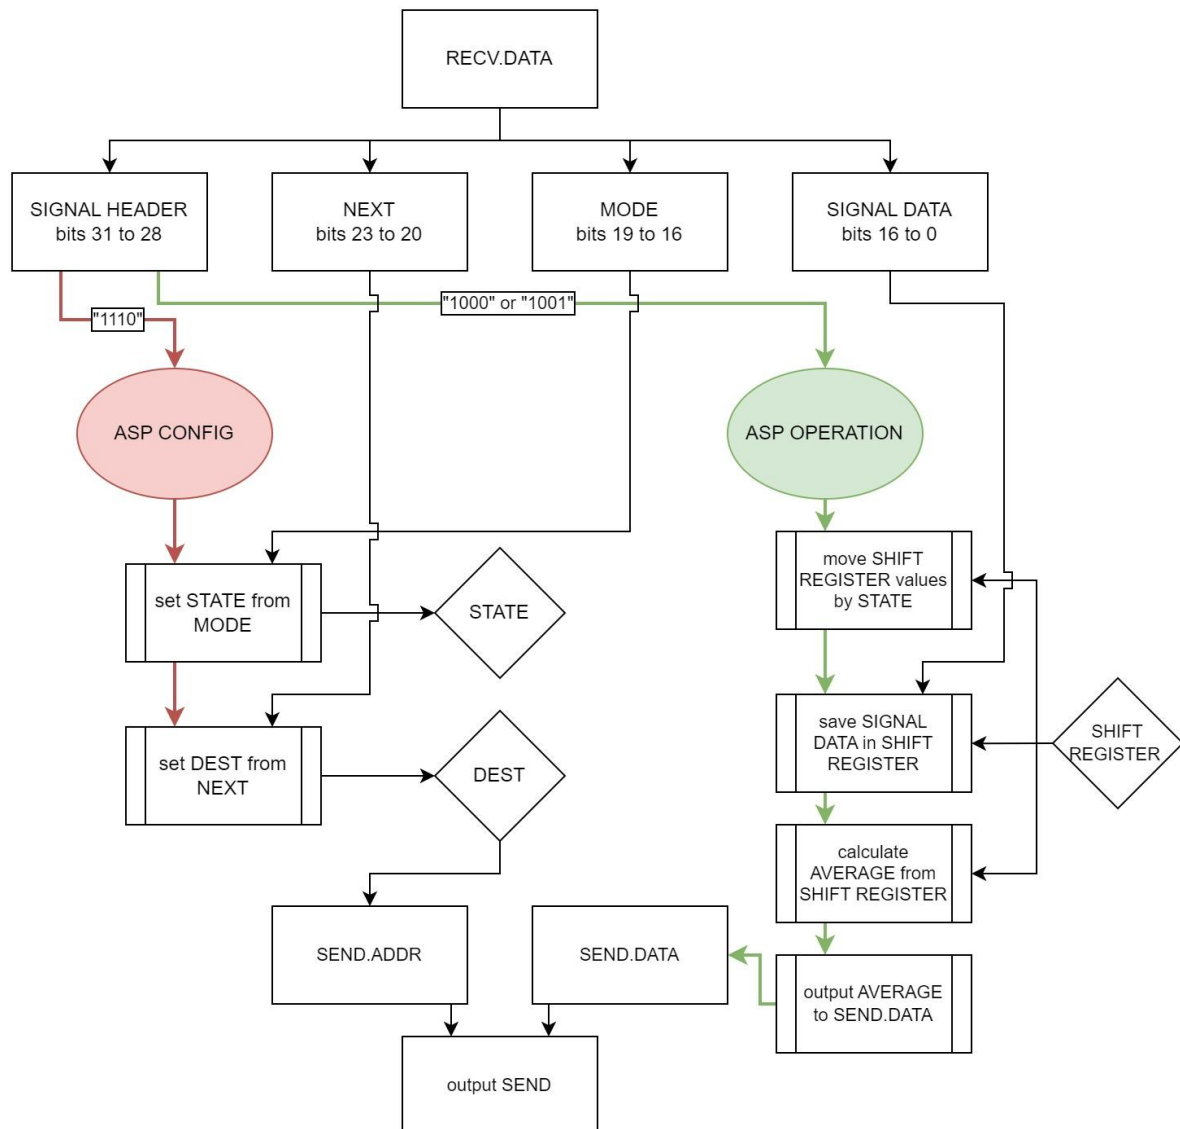 RECV.DATA
SIGNAL HEADER
bits 31 to 28
NEXT
bits 23 to 20
MODE
bits 19 to 16
SIGNAL DATA
bits 16 to 0
"1110"
"1000" or "1001"
ASP CONFIG
ASP OPERATION
set STATE from
MODE
STATE
move SHIFT
REGISTER values
by STATE
set DEST from
NEXT
DEST
save SIGNAL
DATA in SHIFT
REGISTER
SHIFT
REGISTER
calculate
AVERAGE from
SHIFT REGISTER
SEND.ADDR
SEND.DATA
output AVERAGE
to SEND.DATA
output SEND